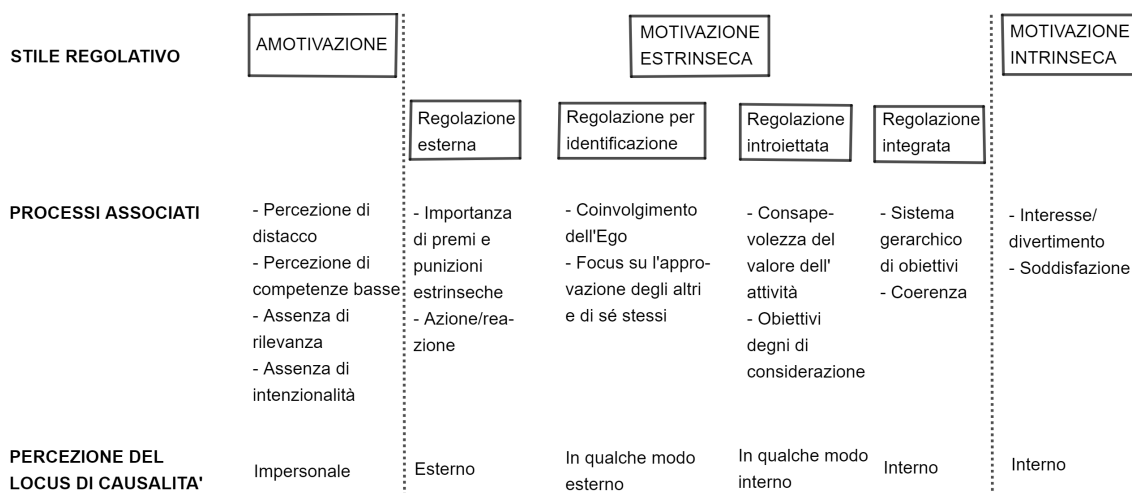 STILE REGOLATIVO
AMOTIVAZIONE
MOTIVAZIONE
ESTRINSECA
MOTIVAZIONE
INTRINSECA
Regolazione
esterna
Regolazione per
identificazione
Regolazione
introiettata
Regolazione
integrata
PROCESSI ASSOCIATI
- Percezione di
distacco
- Percezione di
competenze basse
- Assenza di
rilevanza
- Assenza di
intenzionalità
- Importanza
di premi e
punizioni
estrinseche
- Azione/rea-
zione
- Coinvolgimento
dell'Ego
- Focus su l'appro-
vazione degli altri
e di sé stessi
- Consape-
volezza del
valore dell'
attività
- Obiettivi
degni di
considerazione
- Sistema
gerarchico
di obiettivi
- Coerenza
- Interesse/
divertimento
- Soddisfazione
PERCEZIONE DEL
LOCUS DI CAUSALITA'
Impersonale
Esterno
In qualche modo
esterno
In qualche modo
interno
Interno
Interno